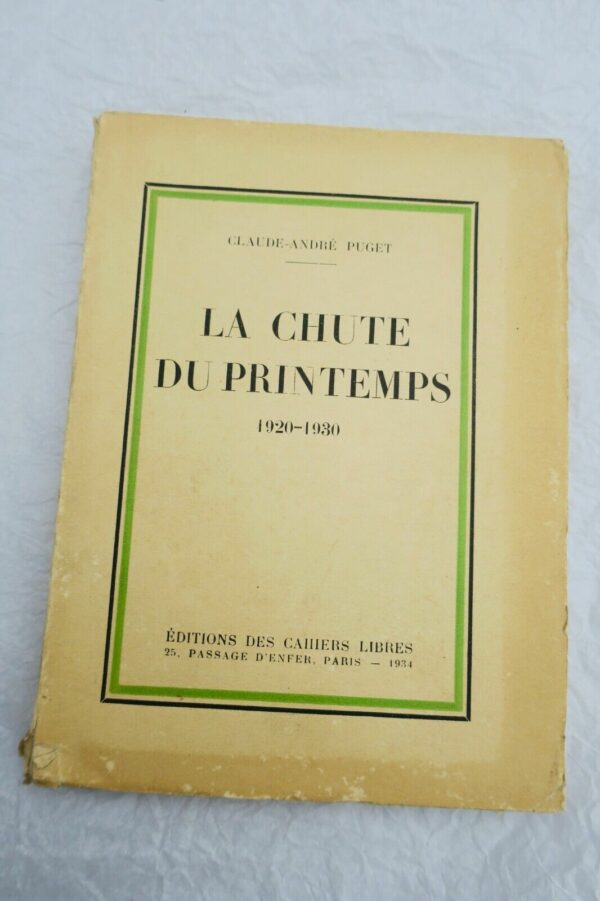 CLAUDE-ANDRÉ PUGET
LA CHUTE
DU PRINTEMPS
1920-1930
ÉDITIONS DES CAHIERS LIBRES
25, PASSAGE D'ENFER, PARIS — 1934